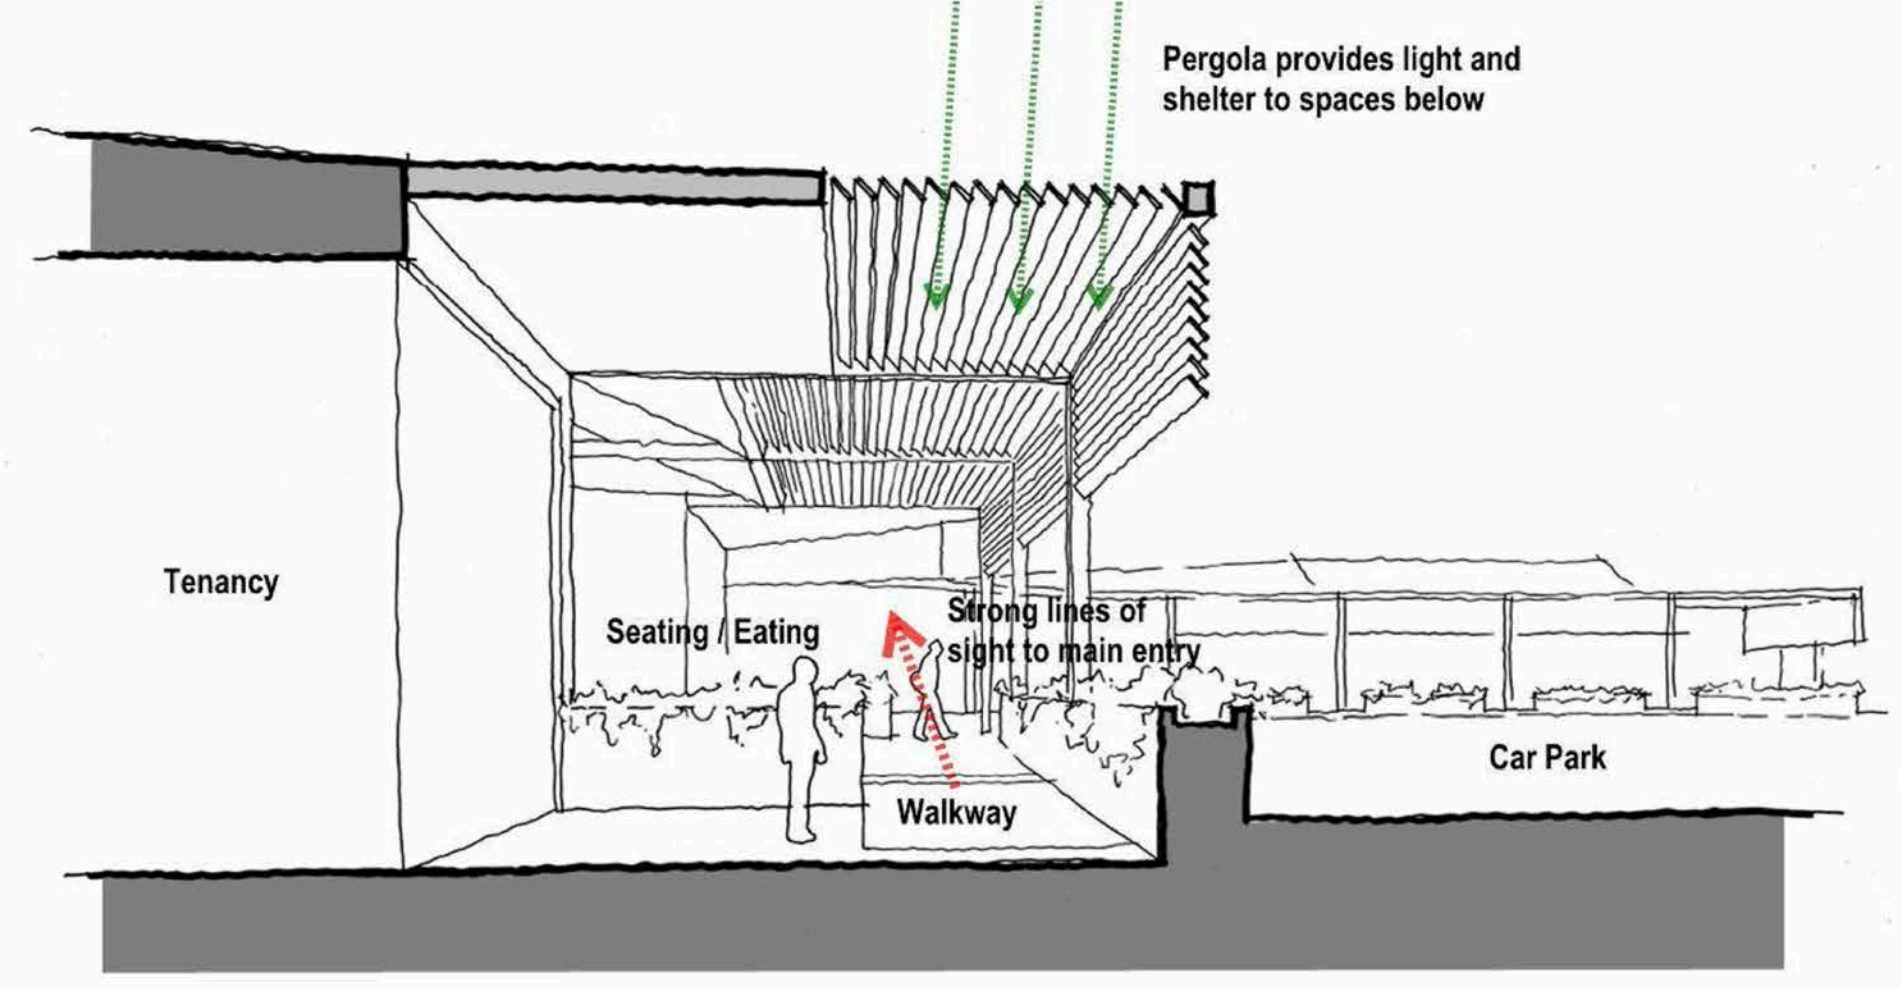 Pergola provides light and
shelter to spaces below
Tenancy
Seating / Eating
Strong lines of
sight to main entry
Walkway
Car Park